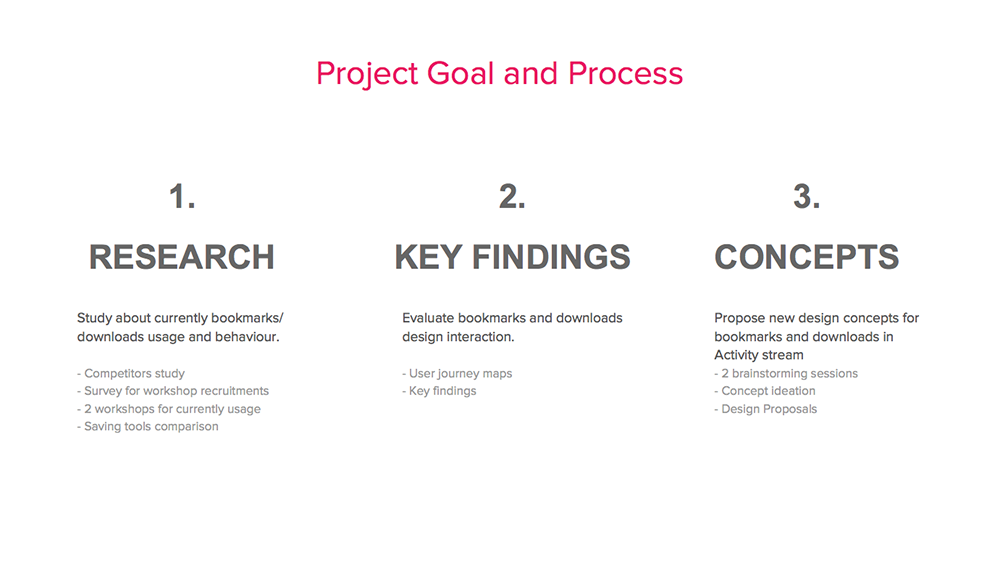 Project Goal and Process
1.
RESEARCH
Study about currently bookmarks/
downloads usage and behaviour.
- Competitors study
- Survey for workshop recruitments
- 2 workshops for currently usage
- Saving tools comparison
2.
KEY FINDINGS
Evaluate bookmarks and downloads
design interaction.
- User journey maps
- Key findings
3.
CONCEPTS
Propose new design concepts for
bookmarks and downloads in
Activity stream
- 2 brainstorming sessions
- Concept ideation
- Design Proposals